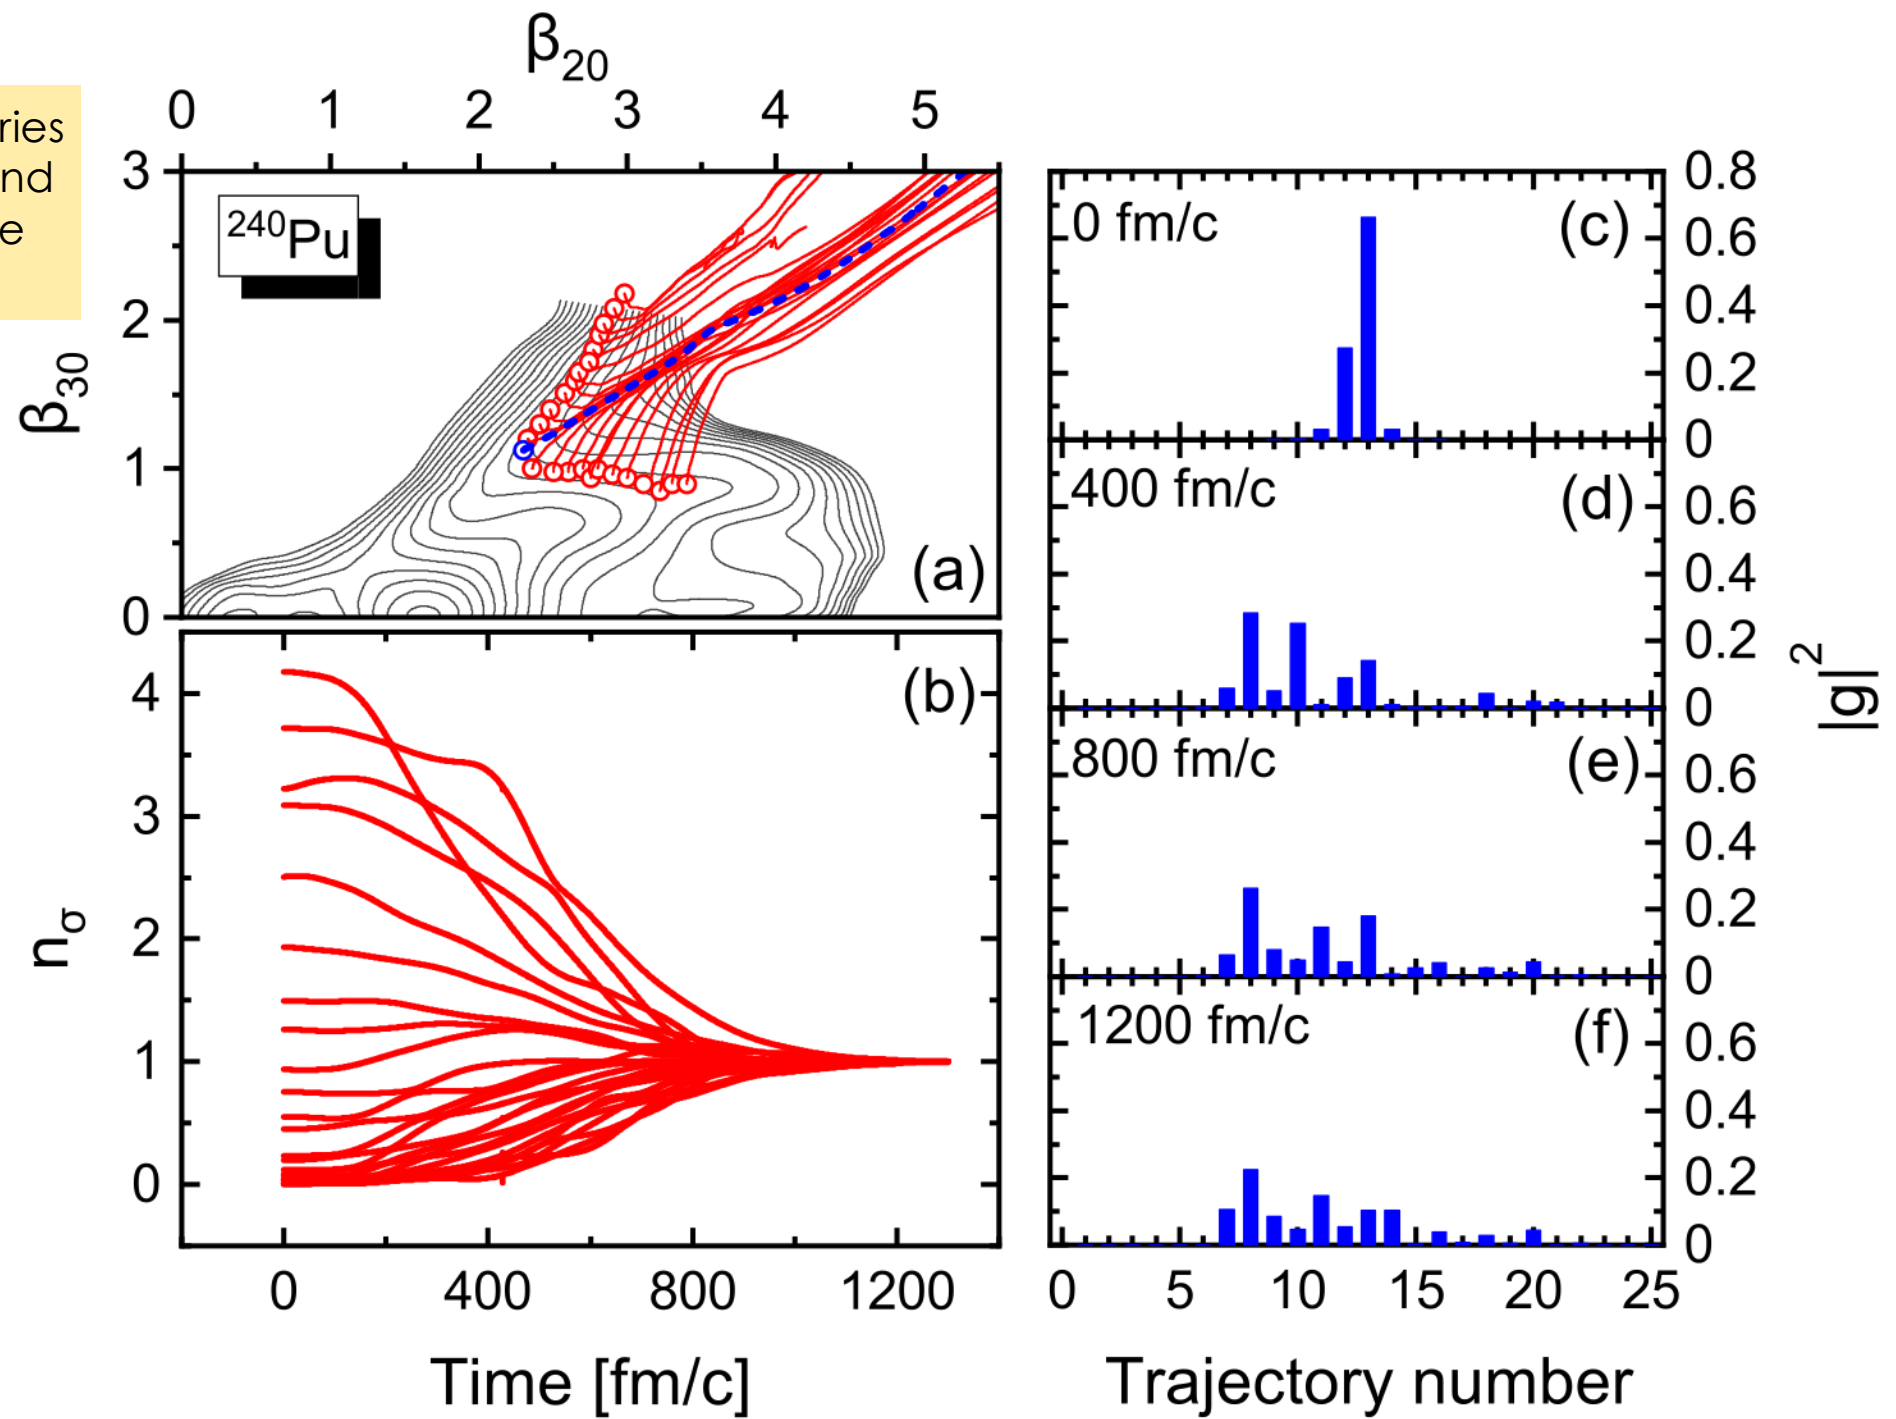 β20
0 1 2 3 4 5
ries
nd
e
3
2
1
0
β30
240Pu
(a)
4
3
2
1
0
nσ
(b)
0 400 800 1200
Time [fm/c]
0 fm/c
(c)
0.8
0.6
0.4
0.2
0
400 fm/c
(d)
0.6
0.4
0.2
0
800 fm/c
(e)
0.6
0.4
0.2
0
1200 fm/c
(f)
0.6
0.4
0.2
0
|g|2
0 5 10 15 20 25
Trajectory number